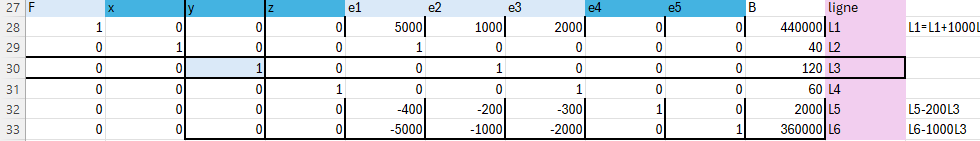 27 F x y z e1 e2 e3 e4 e5 B ligne
28 1 0 0 0 5000 1000 2000 0 0 440000 L1 L1=L1+1000L
29 0 1 0 0 1 0 0 0 0 40 L2
30 0 0 1 0 0 1 0 0 0 120 L3
31 0 0 0 1 0 0 1 0 0 60 L4
32 0 0 0 0 -400 -200 -300 1 0 2000 L5 L5-200L3
33 0 0 0 0 -5000 -1000 -2000 0 1 360000 L6 L6-1000L3